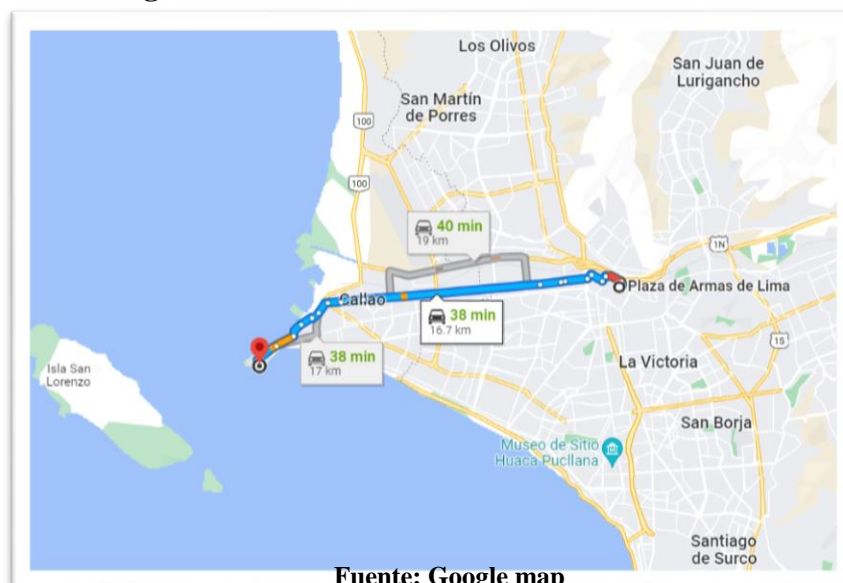 Los Olivos
San Juan de
Lurigancho
San Martín
de Porres
100
100
40 min
19 km
1N
Plaza de Armas de Lima
Callao
38 min
16.7 km
38 min
17 km
1S
La Victoria
Isla San
Lorenzo
San Borja
Museo de Sitio
Huaca Pucllana
Santiago
de Surco
Fuente: Google map